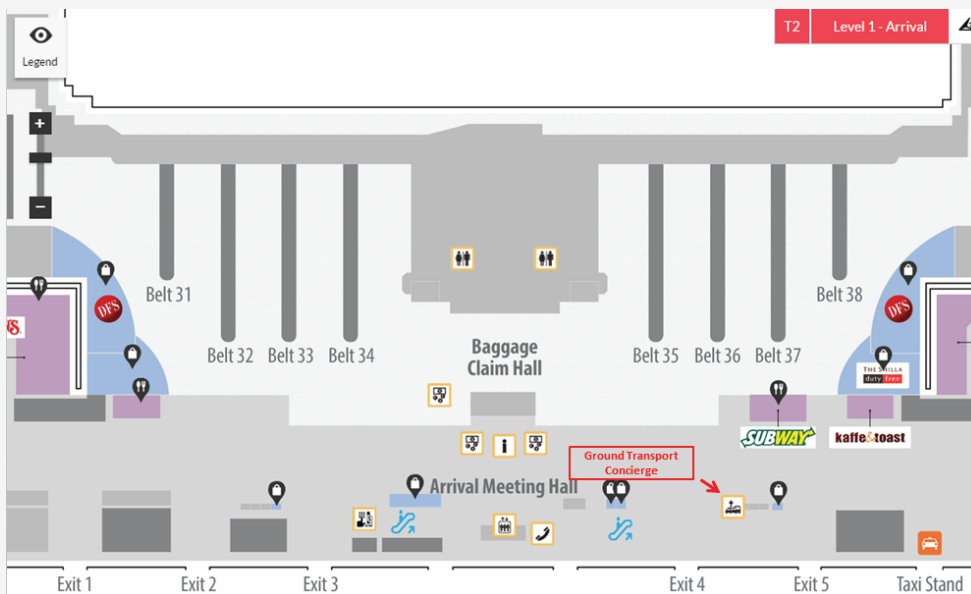 T2
Level 1 - Arrival
Legend
+
−
Belt 31
Belt 32
Belt 33
Belt 34
Belt 35
Belt 36
Belt 37
Belt 38
DFS
DFS
Baggage
Claim Hall
THE SHILLA
duty free
SUBWAY
kaffe&toast
i
Ground Transport
Concierge
Arrival Meeting Hall
Exit 1
Exit 2
Exit 3
Exit 4
Exit 5
Taxi Stand